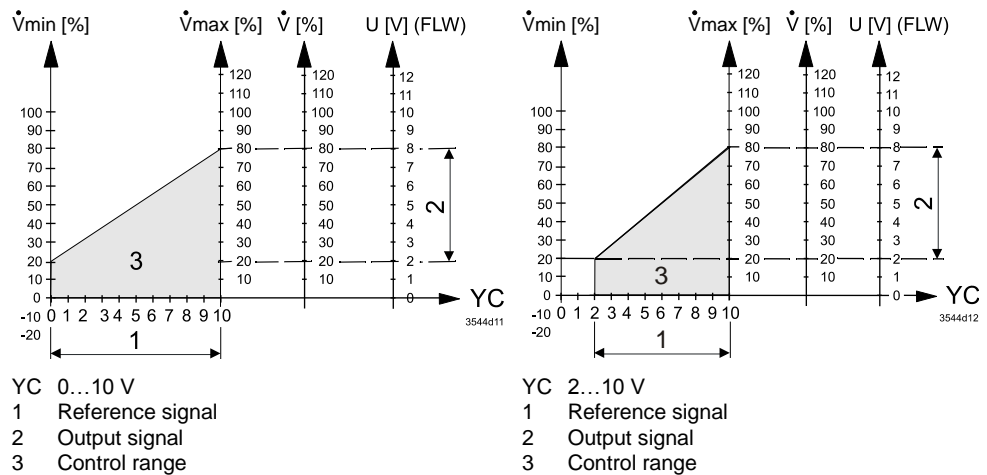 V̇min [%] V̇max [%] V̇ [%] U [V] (FLW)
120 120 12
110 110 11
100 100 100 10
90 90 90 9
80 80 80 8
70 70 70 7
60 60 60 6
50 50 50 5
40 40 40 4
30 30 30 3
20 20 20 2
10 10 10 1
0 0
-10
-20
0 1 2 3 4 5 6 7 8 9 10
YC
3544d11
3
2
1
YC 0…10 V
1 Reference signal
2 Output signal
3 Control range
V̇min [%] V̇max [%] V̇ [%] U [V] (FLW)
120 120 12
110 110 11
100 100 100 10
90 90 90 9
80 80 80 8
70 70 70 7
60 60 60 6
50 50 50 5
40 40 40 4
30 30 30 3
20 20 20 2
10 10 10 1
0 0
-10
-20
0 2 3 4 5 6 7 8 9 10
YC
3544d12
3
2
1
YC 2…10 V
1 Reference signal
2 Output signal
3 Control range